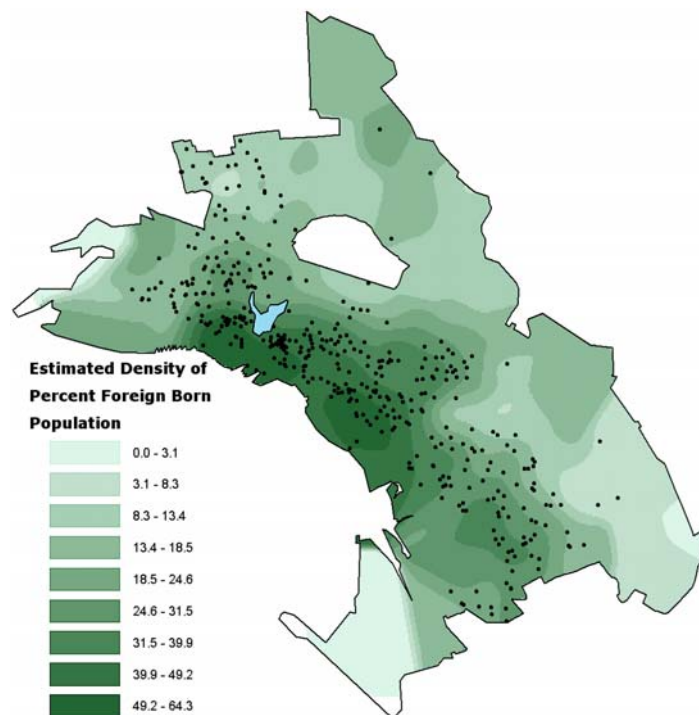 Estimated Density of
Percent Foreign Born
Population
0.0 - 3.1
3.1 - 8.3
8.3 - 13.4
13.4 - 18.5
18.5 - 24.6
24.6 - 31.5
31.5 - 39.9
39.9 - 49.2
49.2 - 64.3